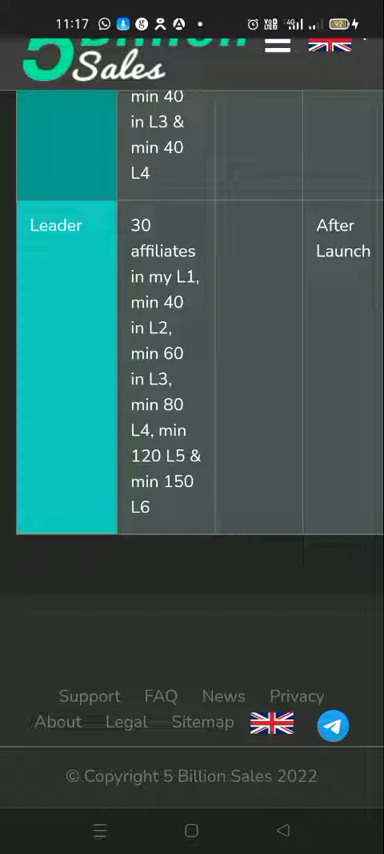 11:17
92
5 Billion
Sales
min 40
in L3 &
min 40
L4
Leader
30
affiliates
in my L1,
min 40
in L2,
min 60
in L3,
min 80
L4, min
120 L5 &
min 150
L6
After
Launch
Support FAQ News Privacy
About Legal Sitemap
© Copyright 5 Billion Sales 2022